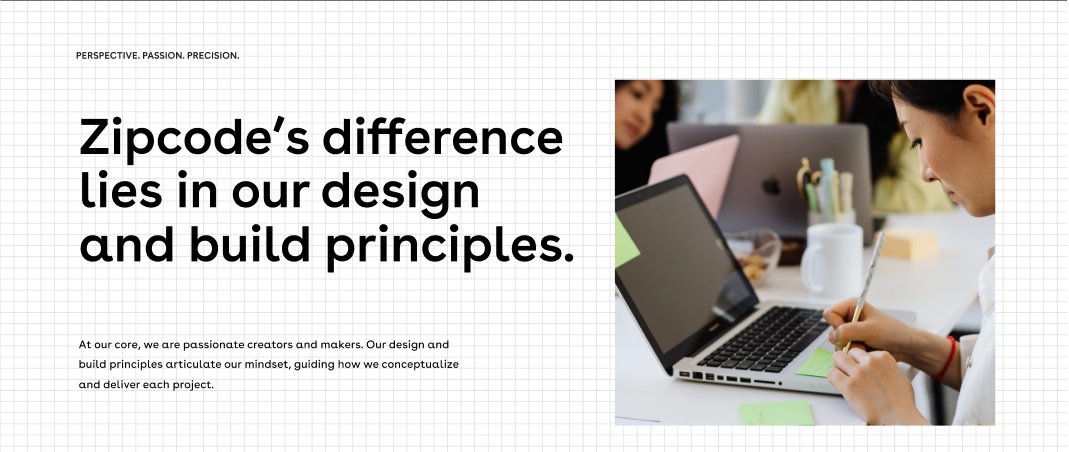 PERSPECTIVE. PASSION. PRECISION.
Zipcode’s difference
lies in our design
and build principles.
At our core, we are passionate creators and makers. Our design and
build principles articulate our mindset, guiding how we conceptualize
and deliver each project.